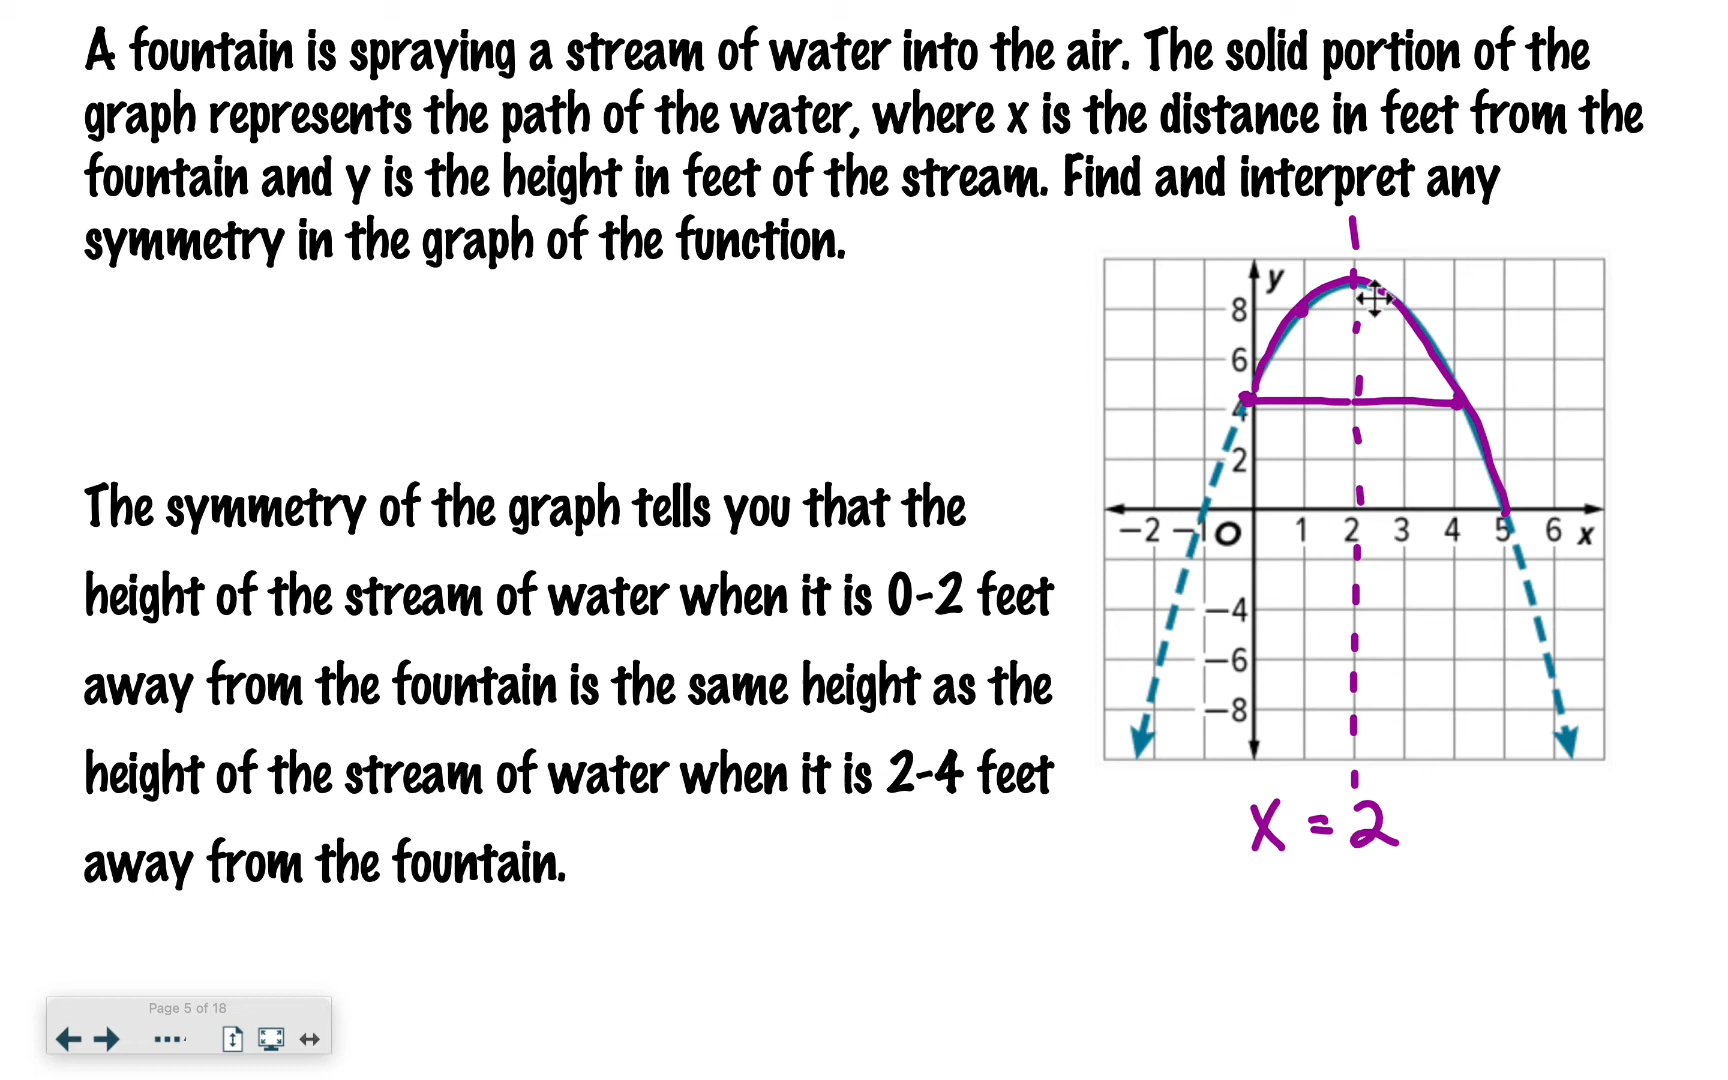 A fountain is spraying a stream of water into the air. The solid portion of the
graph represents the path of the water, where x is the distance in feet from the
fountain and y is the height in feet of the stream. Find and interpret any
symmetry in the graph of the function.
y
8
6
4
2
−2 −1 O 1 2 3 4 5 6 x
−4
−6
−8
x = 2
The symmetry of the graph tells you that the
height of the stream of water when it is 0-2 feet
away from the fountain is the same height as the
height of the stream of water when it is 2-4 feet
away from the fountain.
Page 5 of 18